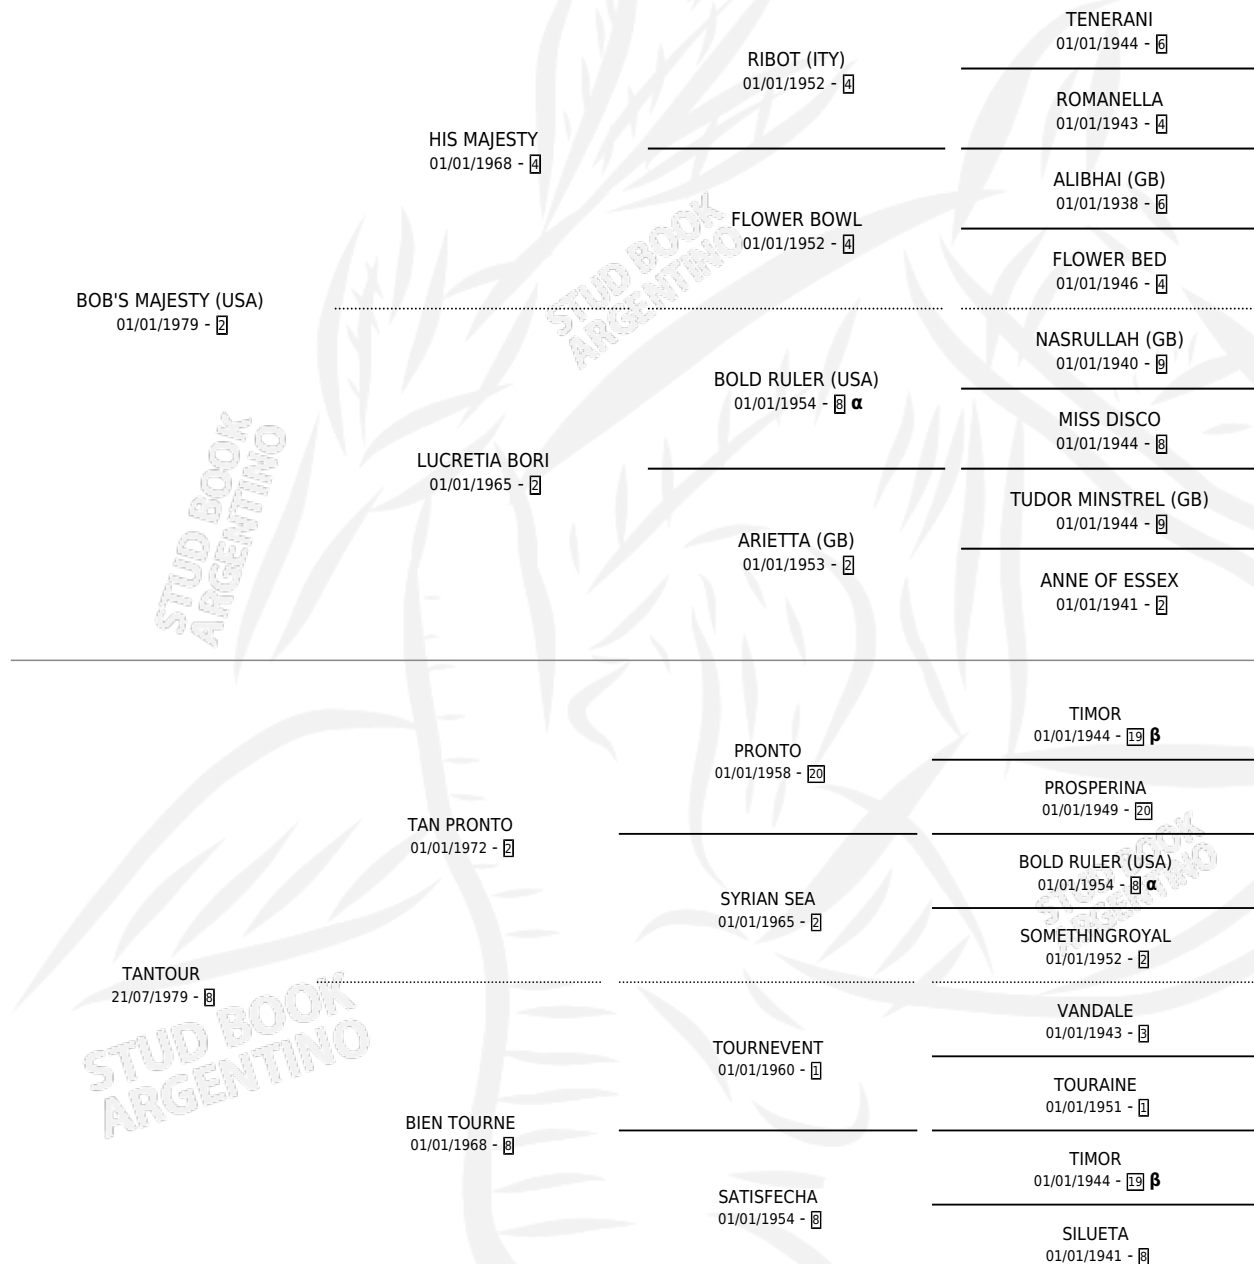 TENERANI
01/01/1944 - 6
RIBOT (ITY)
01/01/1952 - 4
ROMANELLA
01/01/1943 - 4
HIS MAJESTY
01/01/1968 - 4
ALIBHAI (GB)
01/01/1938 - 6
FLOWER BOWL
01/01/1952 - 4
FLOWER BED
01/01/1946 - 4
BOB'S MAJESTY (USA)
01/01/1979 - 2
NASRULLAH (GB)
01/01/1940 - 9
BOLD RULER (USA)
01/01/1954 - 8 α
MISS DISCO
01/01/1944 - 8
LUCRETIA BORI
01/01/1965 - 2
TUDOR MINSTREL (GB)
01/01/1944 - 9
ARIETTA (GB)
01/01/1953 - 2
ANNE OF ESSEX
01/01/1941 - 2
TIMOR
01/01/1944 - 19 β
PRONTO
01/01/1958 - 20
PROSPERINA
01/01/1949 - 20
TAN PRONTO
01/01/1972 - 2
BOLD RULER (USA)
01/01/1954 - 8 α
SYRIAN SEA
01/01/1965 - 2
SOMETHINGROYAL
01/01/1952 - 2
TANTOUR
21/07/1979 - 8
VANDALE
01/01/1943 - 3
TOURNEVENT
01/01/1960 - 1
TOURAINE
01/01/1951 - 1
BIEN TOURNE
01/01/1968 - 8
TIMOR
01/01/1944 - 19 β
SATISFECHA
01/01/1954 - 8
SILUETA
01/01/1941 - 8
STUD BOOK
ARGENTINO
STUD BOOK
ARGENTINO
STUD BOOK
ARGENTINO
STUD BOOK
ARGENTINO